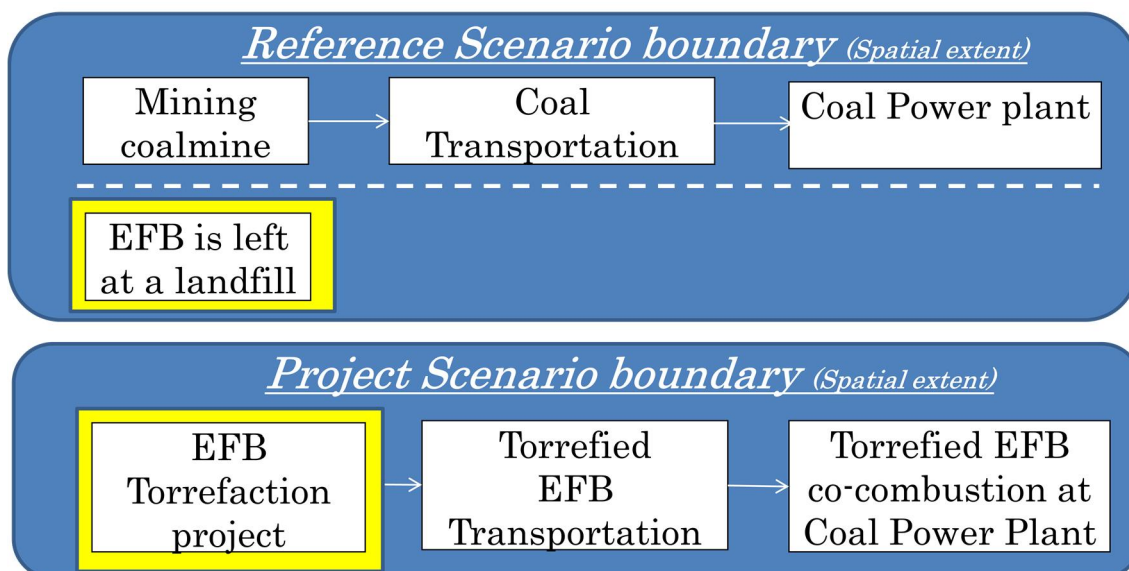 Reference Scenario boundary (Spatial extent)
Mining
coalmine
Coal
Transportation
Coal Power plant
EFB is left
at a landfill
Project Scenario boundary (Spatial extent)
EFB
Torrefaction
project
Torrefied
EFB
Transportation
Torrefied EFB
co-combustion at
Coal Power Plant